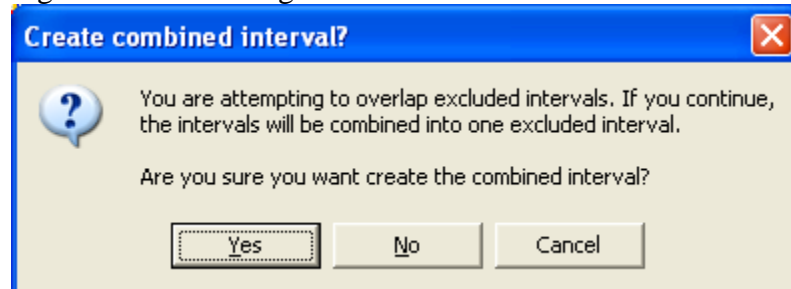 Create combined interval?
You are attempting to overlap excluded intervals. If you continue,
the intervals will be combined into one excluded interval.
Are you sure you want create the combined interval?
Yes
No
Cancel